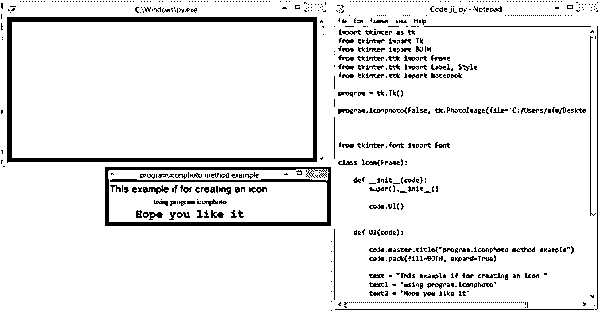 C:\Windows\py.exe
program.iconphoto method example
This example if for creating an icon
using program iconphoto
Hope you like it
Code ji_.py - Notepad
File Edit Format View Help
import tkinter as tk
from tkinter import Tk
from tkinter import BOTH
from tkinter.ttk import Frame
from tkinter.ttk import Label, Style
from tkinter.ttk import Notebook
program = tk.Tk()
program.iconphoto(False, tk.PhotoImage(file='C:/Users/
from tkinter.font import Font
class Icom(Frame):
def __init__(code):
super().__init__()
code.UI()
def UI(code):
code.master.title("program.iconphoto method example")
code.pack(fill=BOTH, expand=True)
text = "This example if for creating an icon "
text1 = "using program.iconphoto"
text2 = "Hope you like it"